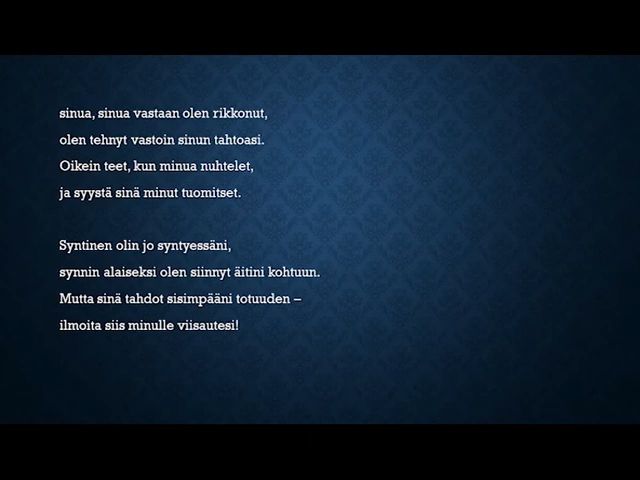 sinua, sinua vastaan olen rikkonut,
olen tehnyt vastoin sinun tahtoasi.
Oikein teet, kun minua nuhtelet,
ja syystä sinä minut tuomitset.
Syntinen olin jo syntyessäni,
synnin alaiseksi olen siinnyt äitini kohtuun.
Mutta sinä tahdot sisimpääni totuuden –
ilmoita siis minulle viisautesi!